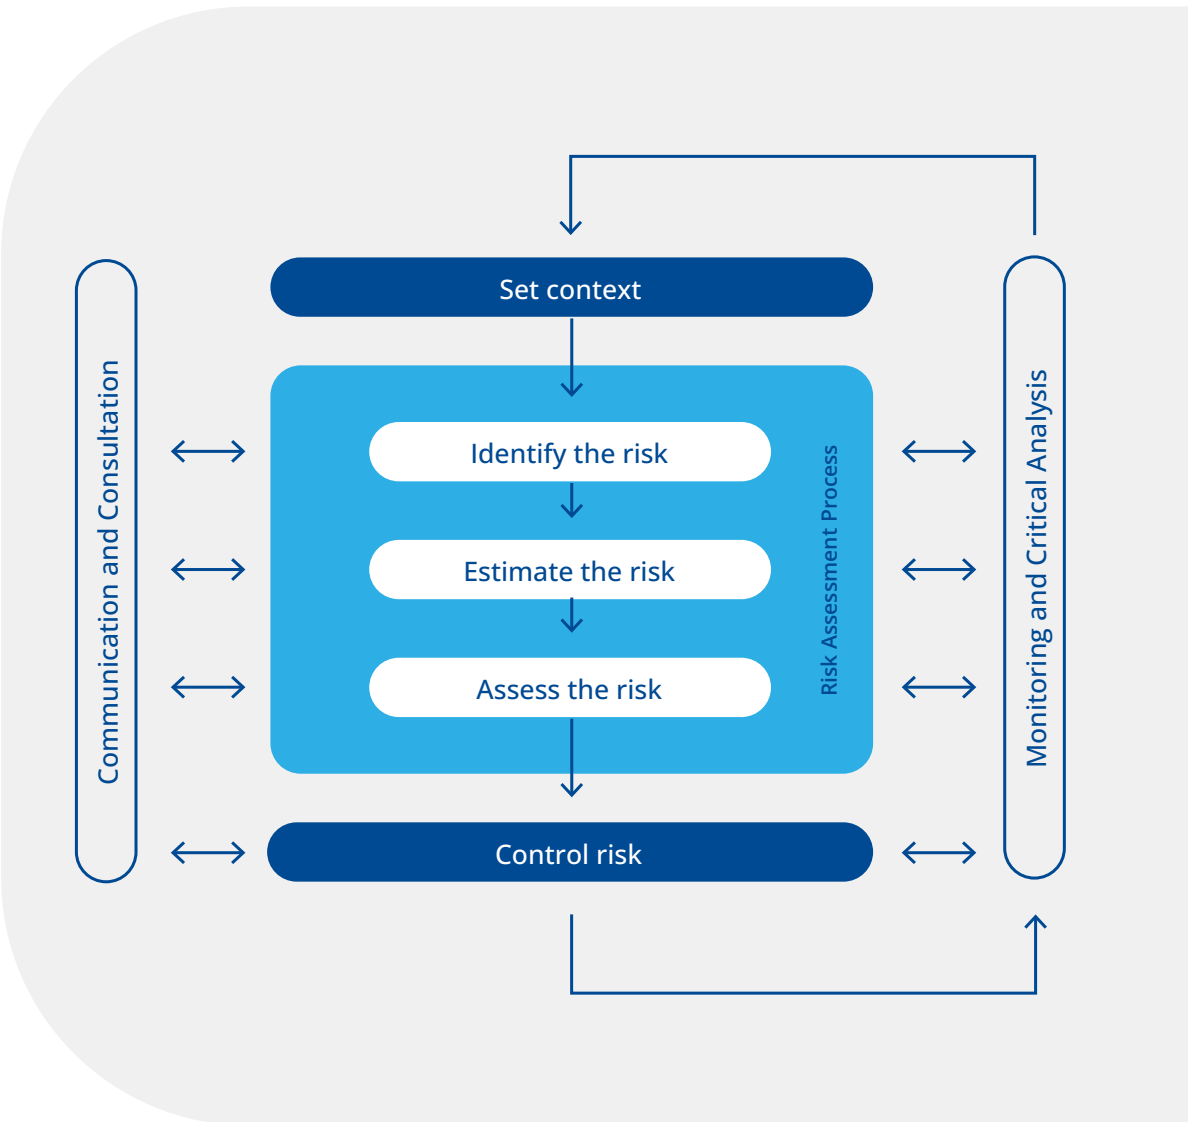 Set context
Communication and Consultation
Identify the risk
Estimate the risk
Assess the risk
Risk Assessment Process
Monitoring and Critical Analysis
Control risk